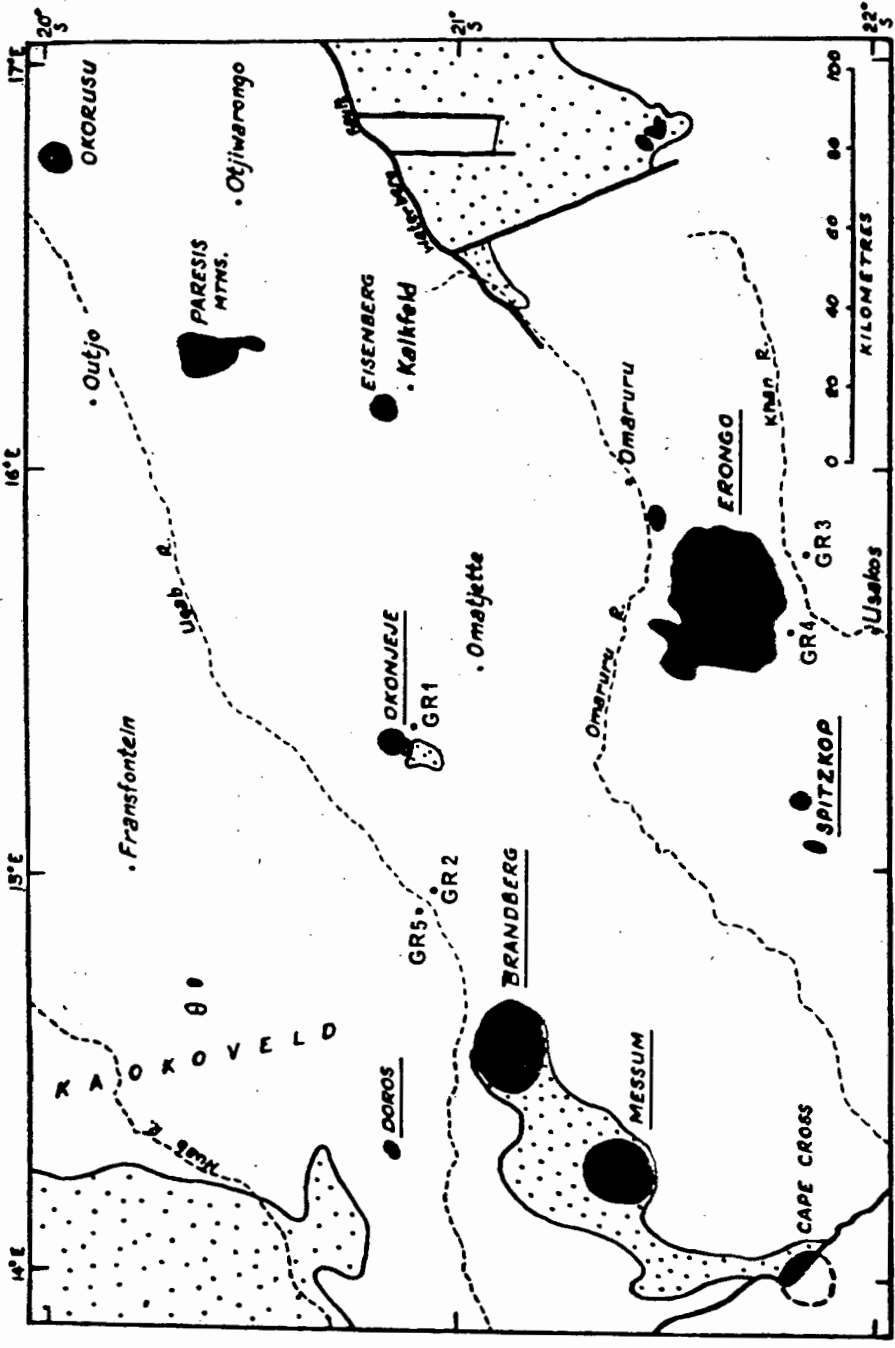 14°E
15°E
16°E
17°E
20°
S
OKORUSU
Outjo
KAOKOVELD
Huab R.
Fransfontein
Ugab R.
PARESIS
MTNS.
Otjiwarongo
DOROS
GR5
GR2
OKONJEJE
GR1
EISENBERG
Kalkfeld
Waterberg Fault
21°
S
BRANDBERG
Omatjette
MESSUM
Omaruru R.
Omaruru
ERONGO
Khan R.
CAPE CROSS
SPITZKOP
GR4
GR3
Usakos
0 20 40 60 80 100
KILOMETRES
22°
S